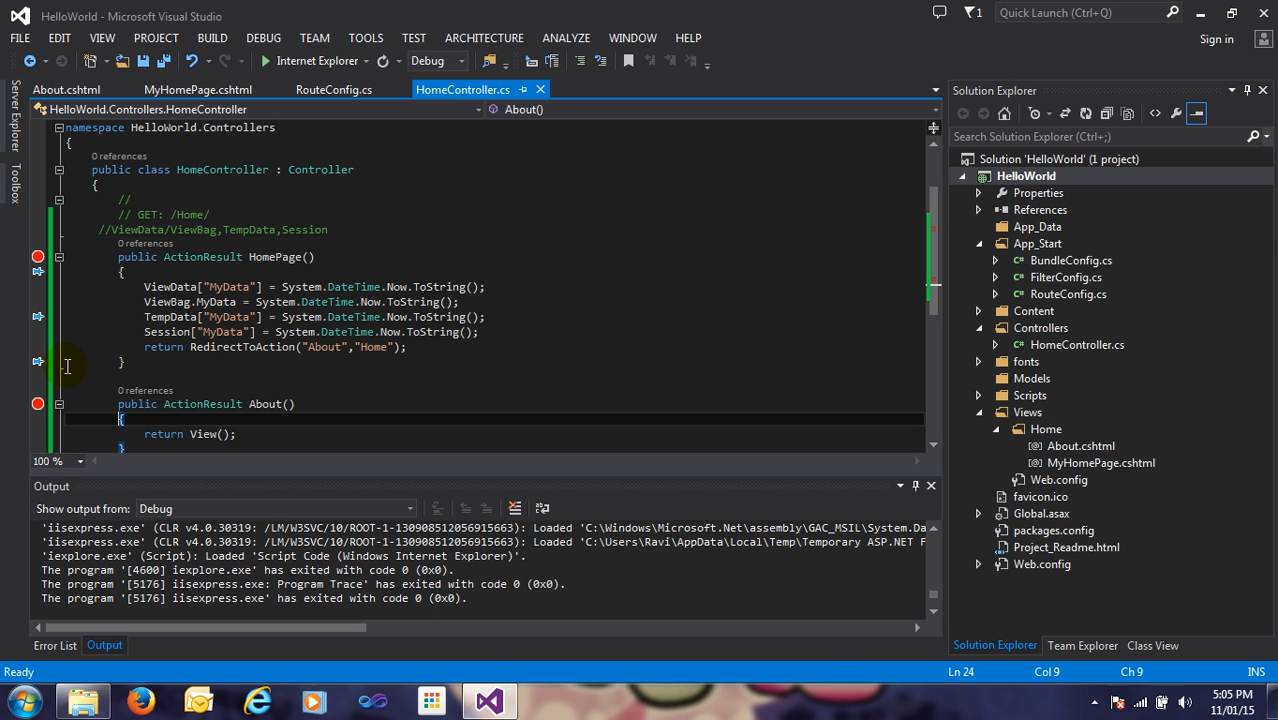 HelloWorld - Microsoft Visual Studio
1
Quick Launch (Ctrl+Q)
FILE EDIT VIEW PROJECT BUILD DEBUG TEAM TOOLS TEST ARCHITECTURE ANALYZE WINDOW HELP
Sign in
Internet Explorer
Debug
Server Explorer
Toolbox
About.cshtml MyHomePage.cshtml RouteConfig.cs HomeController.cs
HelloWorld.Controllers.HomeController About()
namespace HelloWorld.Controllers
{
0 references
public class HomeController : Controller
{
//
// GET: /Home/
//ViewData/ViewBag,TempData,Session
0 references
public ActionResult HomePage()
{
ViewData["MyData"] = System.DateTime.Now.ToString();
ViewBag.MyData = System.DateTime.Now.ToString();
TempData["MyData"] = System.DateTime.Now.ToString();
Session["MyData"] = System.DateTime.Now.ToString();
return RedirectToAction("About","Home");
}
0 references
public ActionResult About()
{
return View();
}
100 %
Output
Show output from: Debug
'iisexpress.exe' (CLR v4.0.30319: /LM/W3SVC/10/ROOT-1-130908512056915663): Loaded 'C:\Windows\Microsoft.Net\assembly\GAC_MSIL\System.Da
'iisexpress.exe' (CLR v4.0.30319: /LM/W3SVC/10/ROOT-1-130908512056915663): Loaded 'C:\Users\Ravi\AppData\Local\Temp\Temporary ASP.NET F
'iexplore.exe' (Script): Loaded 'Script Code (Windows Internet Explorer)'.
The program '[4600] iexplore.exe' has exited with code 0 (0x0).
The program '[5176] iisexpress.exe: Program Trace' has exited with code 0 (0x0).
The program '[5176] iisexpress.exe' has exited with code 0 (0x0).
Error List Output
Solution Explorer
Search Solution Explorer (Ctrl+;)
Solution 'HelloWorld' (1 project)
HelloWorld
Properties
References
App_Data
App_Start
BundleConfig.cs
FilterConfig.cs
RouteConfig.cs
Content
Controllers
HomeController.cs
fonts
Models
Scripts
Views
Home
About.cshtml
MyHomePage.cshtml
Web.config
favicon.ico
Global.asax
packages.config
Project_Readme.html
Web.config
Solution Explorer Team Explorer Class View
Ready Ln 24 Col 9 Ch 9 INS
5:05 PM
11/01/15